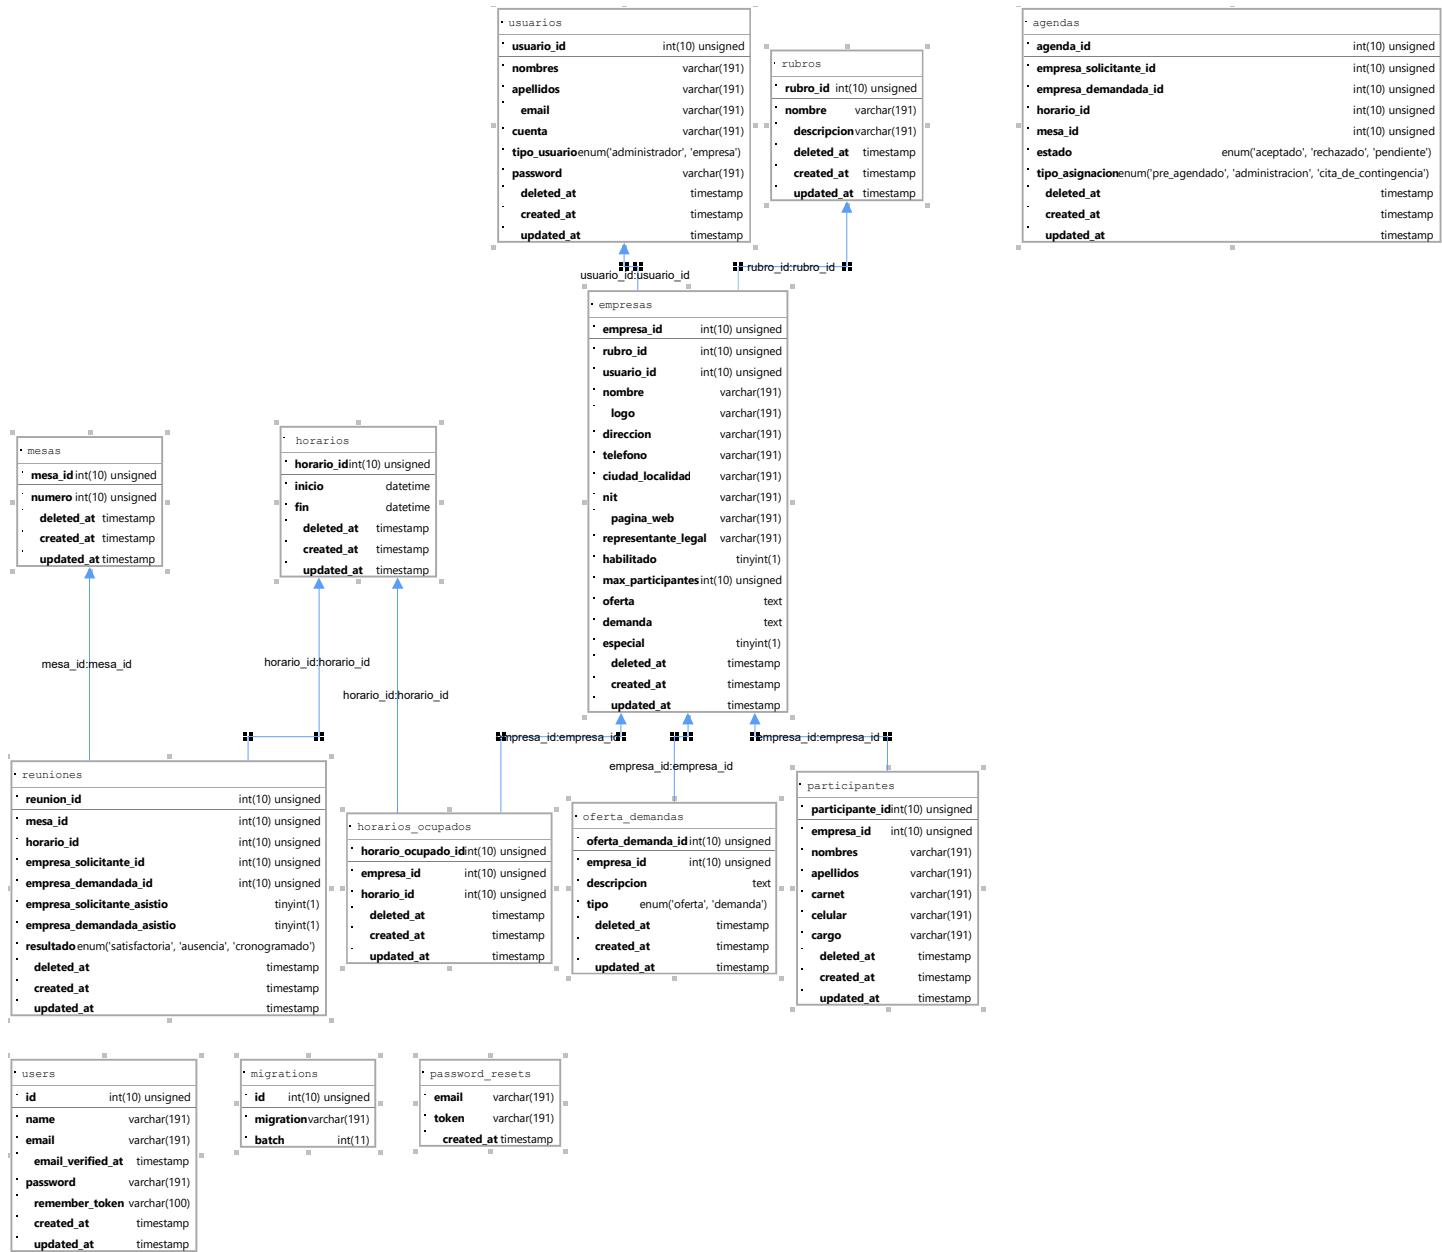 usuarios
usuario_id int(10) unsigned
nombres varchar(191)
apellidos varchar(191)
email varchar(191)
cuenta varchar(191)
tipo_usuario enum('administrador', 'empresa')
password varchar(191)
deleted_at timestamp
created_at timestamp
updated_at timestamp
rubros
rubro_id int(10) unsigned
nombre varchar(191)
descripcion varchar(191)
deleted_at timestamp
created_at timestamp
updated_at timestamp
agendas
agenda_id int(10) unsigned
empresa_solicitante_id int(10) unsigned
empresa_demandada_id int(10) unsigned
horario_id int(10) unsigned
mesa_id int(10) unsigned
estado enum('aceptado', 'rechazado', 'pendiente')
tipo_asignacion enum('pre_agendado', 'administracion', 'cita_de_contingencia')
deleted_at timestamp
created_at timestamp
updated_at timestamp
usuario_id:usuario_id
rubro_id:rubro_id
empresas
empresa_id int(10) unsigned
rubro_id int(10) unsigned
usuario_id int(10) unsigned
nombre varchar(191)
logo varchar(191)
direccion varchar(191)
telefono varchar(191)
ciudad_localidad varchar(191)
nit varchar(191)
pagina_web varchar(191)
representante_legal varchar(191)
habilitado tinyint(1)
max_participantes int(10) unsigned
oferta text
demanda text
especial tinyint(1)
deleted_at timestamp
created_at timestamp
updated_at timestamp
mesas
mesa_id int(10) unsigned
numero int(10) unsigned
deleted_at timestamp
created_at timestamp
updated_at timestamp
horarios
horario_id int(10) unsigned
inicio datetime
fin datetime
deleted_at timestamp
created_at timestamp
updated_at timestamp
mesa_id:mesa_id
horario_id:horario_id
horario_id:horario_id
empresa_id:empresa_id
empresa_id:empresa_id
empresa_id:empresa_id
reuniones
reunion_id int(10) unsigned
mesa_id int(10) unsigned
horario_id int(10) unsigned
empresa_solicitante_id int(10) unsigned
empresa_demandada_id int(10) unsigned
empresa_solicitante_asistio tinyint(1)
empresa_demandada_asistio tinyint(1)
resultado enum('satisfactoria', 'ausencia', 'cronogramado')
deleted_at timestamp
created_at timestamp
updated_at timestamp
horarios_ocupados
horario_ocupado_id int(10) unsigned
empresa_id int(10) unsigned
horario_id int(10) unsigned
deleted_at timestamp
created_at timestamp
updated_at timestamp
oferta_demandas
oferta_demanda_id int(10) unsigned
empresa_id int(10) unsigned
descripcion text
tipo enum('oferta', 'demanda')
deleted_at timestamp
created_at timestamp
updated_at timestamp
participantes
participante_id int(10) unsigned
empresa_id int(10) unsigned
nombres varchar(191)
apellidos varchar(191)
carnet varchar(191)
celular varchar(191)
cargo varchar(191)
deleted_at timestamp
created_at timestamp
updated_at timestamp
users
id int(10) unsigned
name varchar(191)
email varchar(191)
email_verified_at timestamp
password varchar(191)
remember_token varchar(100)
created_at timestamp
updated_at timestamp
migrations
id int(10) unsigned
migration varchar(191)
batch int(11)
password_resets
email varchar(191)
token varchar(191)
created_at timestamp